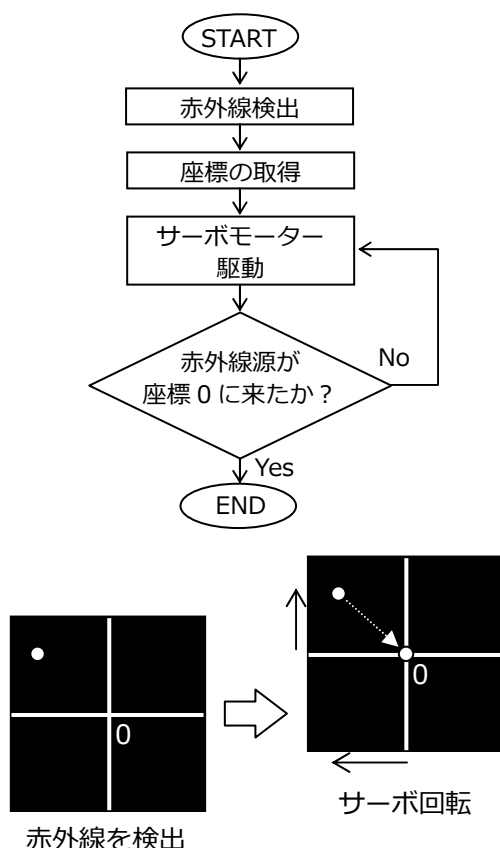 START
赤外線検出
座標の取得
サーボモーター
駆動
赤外線源が
座標 0 に来たか？
No
Yes
END
0
0
赤外線を検出
サーボ回転